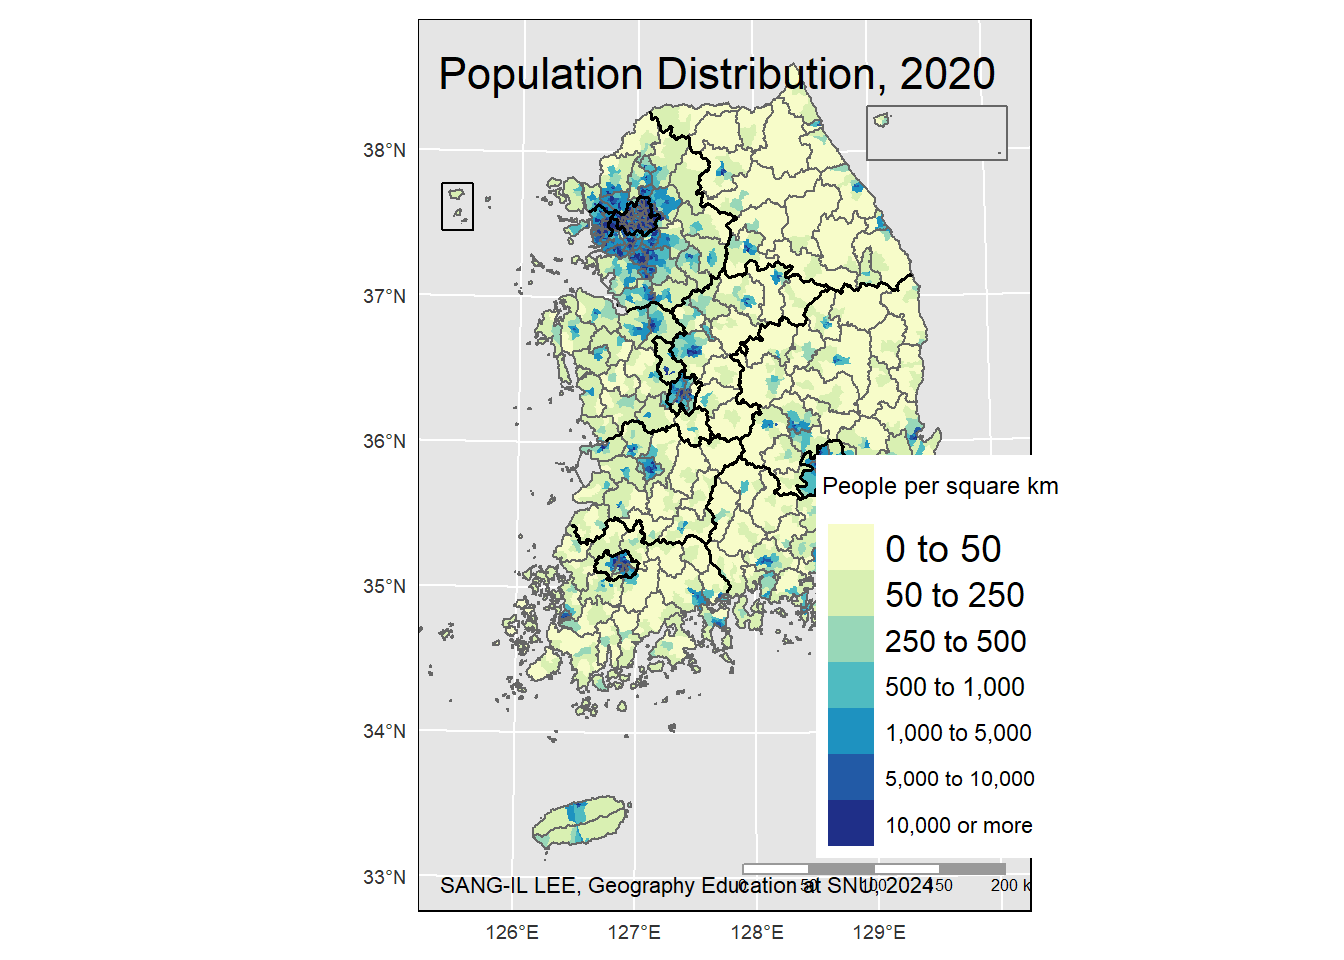 Population Distribution, 2020
38°N
37°N
36°N
35°N
34°N
33°N
People per square km
0 to 50
50 to 250
250 to 500
500 to 1,000
1,000 to 5,000
5,000 to 10,000
10,000 or more
0 50 100 150 200 k
SANG-IL LEE, Geography Education at SNU, 2024
126°E 127°E 128°E 129°E